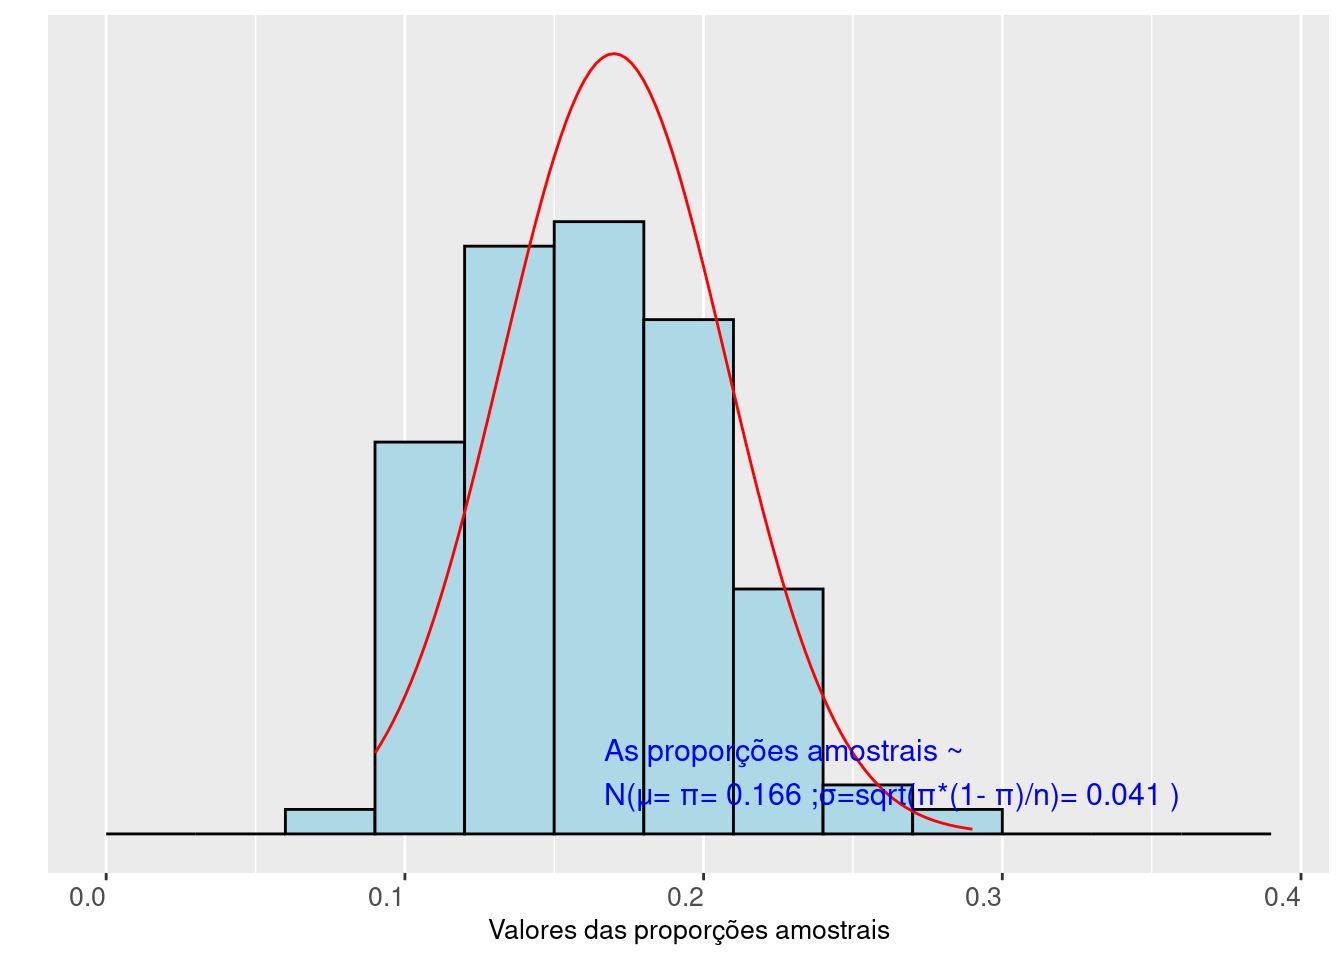 As proporções amostrais ~
N(μ= π= 0.166 ;σ=sqrt(π*(1- π)/n)= 0.041 )
0.0 0.1 0.2 0.3 0.4
Valores das proporções amostrais